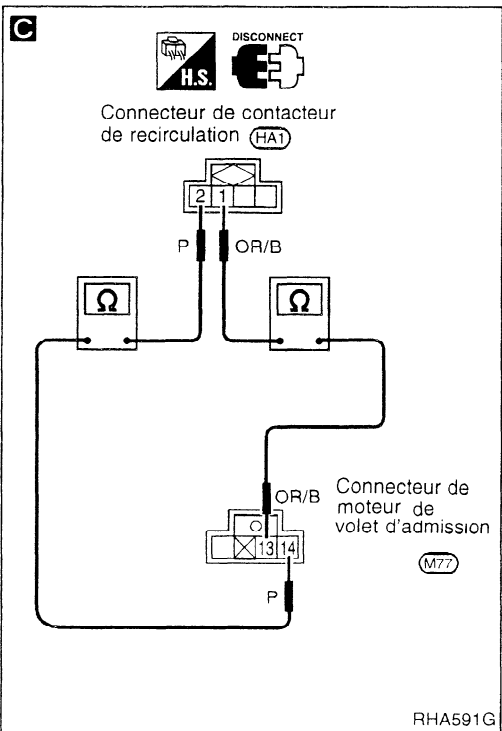 C
DISCONNECT
H.S.
Connecteur de contacteur
de recirculation HA1
2 1
P OR/B
Ω Ω
OR/B
Connecteur de
moteur de
volet d'admission
13 14
M77
P
RHA591G